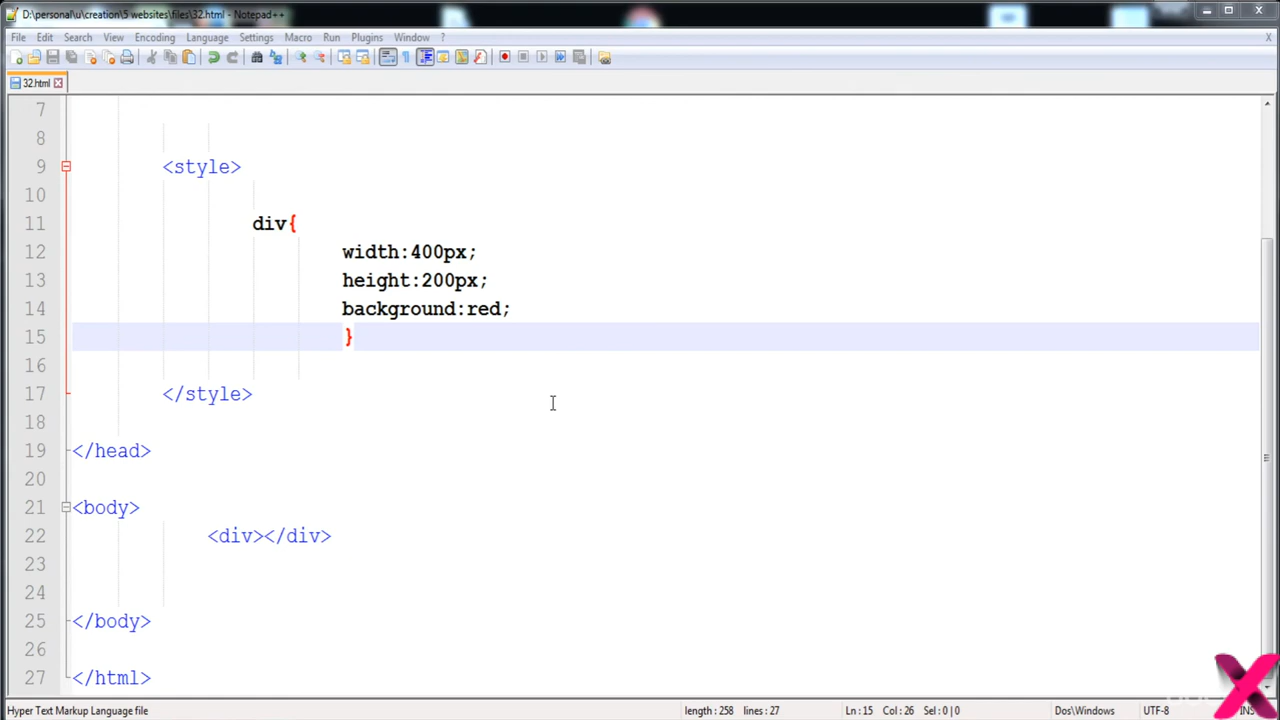 D:\personal\u\creation\5 websites\files\32.html - Notepad++
File Edit Search View Encoding Language Settings Macro Run Plugins Window ? X
32.html
7
8
9 <style>
10
11 div{
12 width:400px;
13 height:200px;
14 background:red;
15 }
16
17 </style>
18
19 </head>
20
21 <body>
22 <div></div>
23
24
25 </body>
26
27 </html>
Hyper Text Markup Language file length : 258 lines : 27 Ln : 15 Col : 26 Sel : 0 | 0 Dos\Windows UTF-8 INS